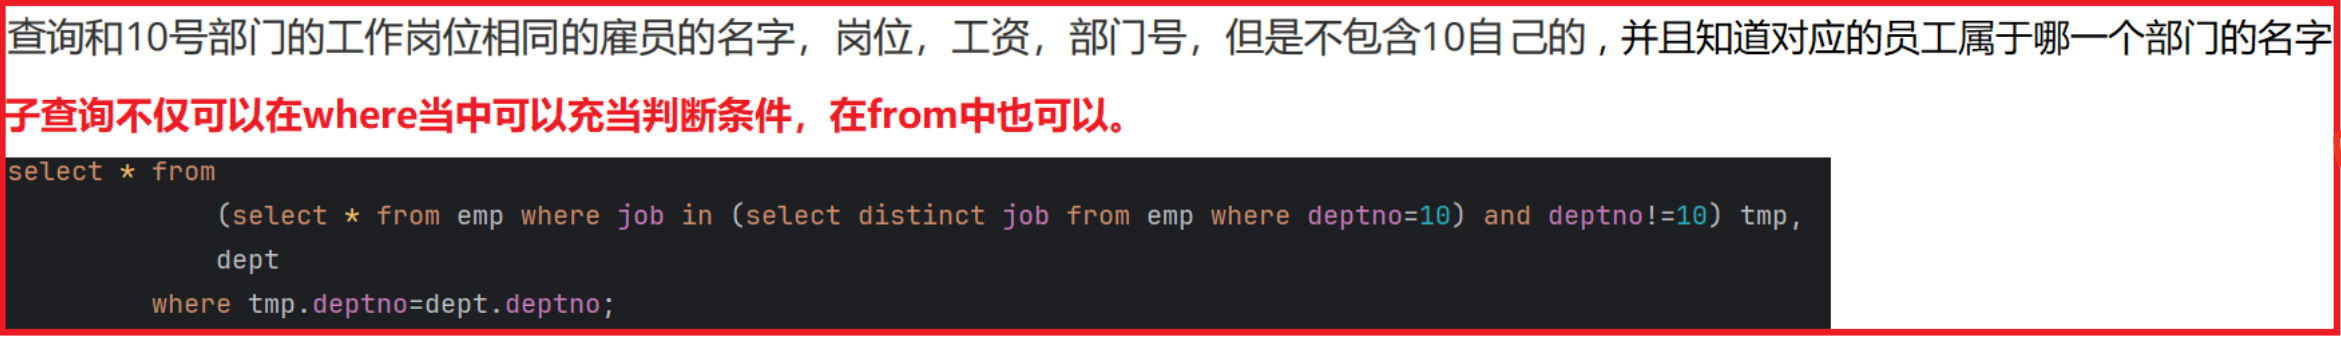 查询和10号部门的工作岗位相同的雇员的名字，岗位，工资，部门号，但是不包含10自己的，并且知道对应的员工属于哪一个部门的名字
子查询不仅可以在where当中可以充当判断条件，在from中也可以。
select * from
(select * from emp where job in (select distinct job from emp where deptno=10) and deptno!=10) tmp,
dept
where tmp.deptno=dept.deptno;